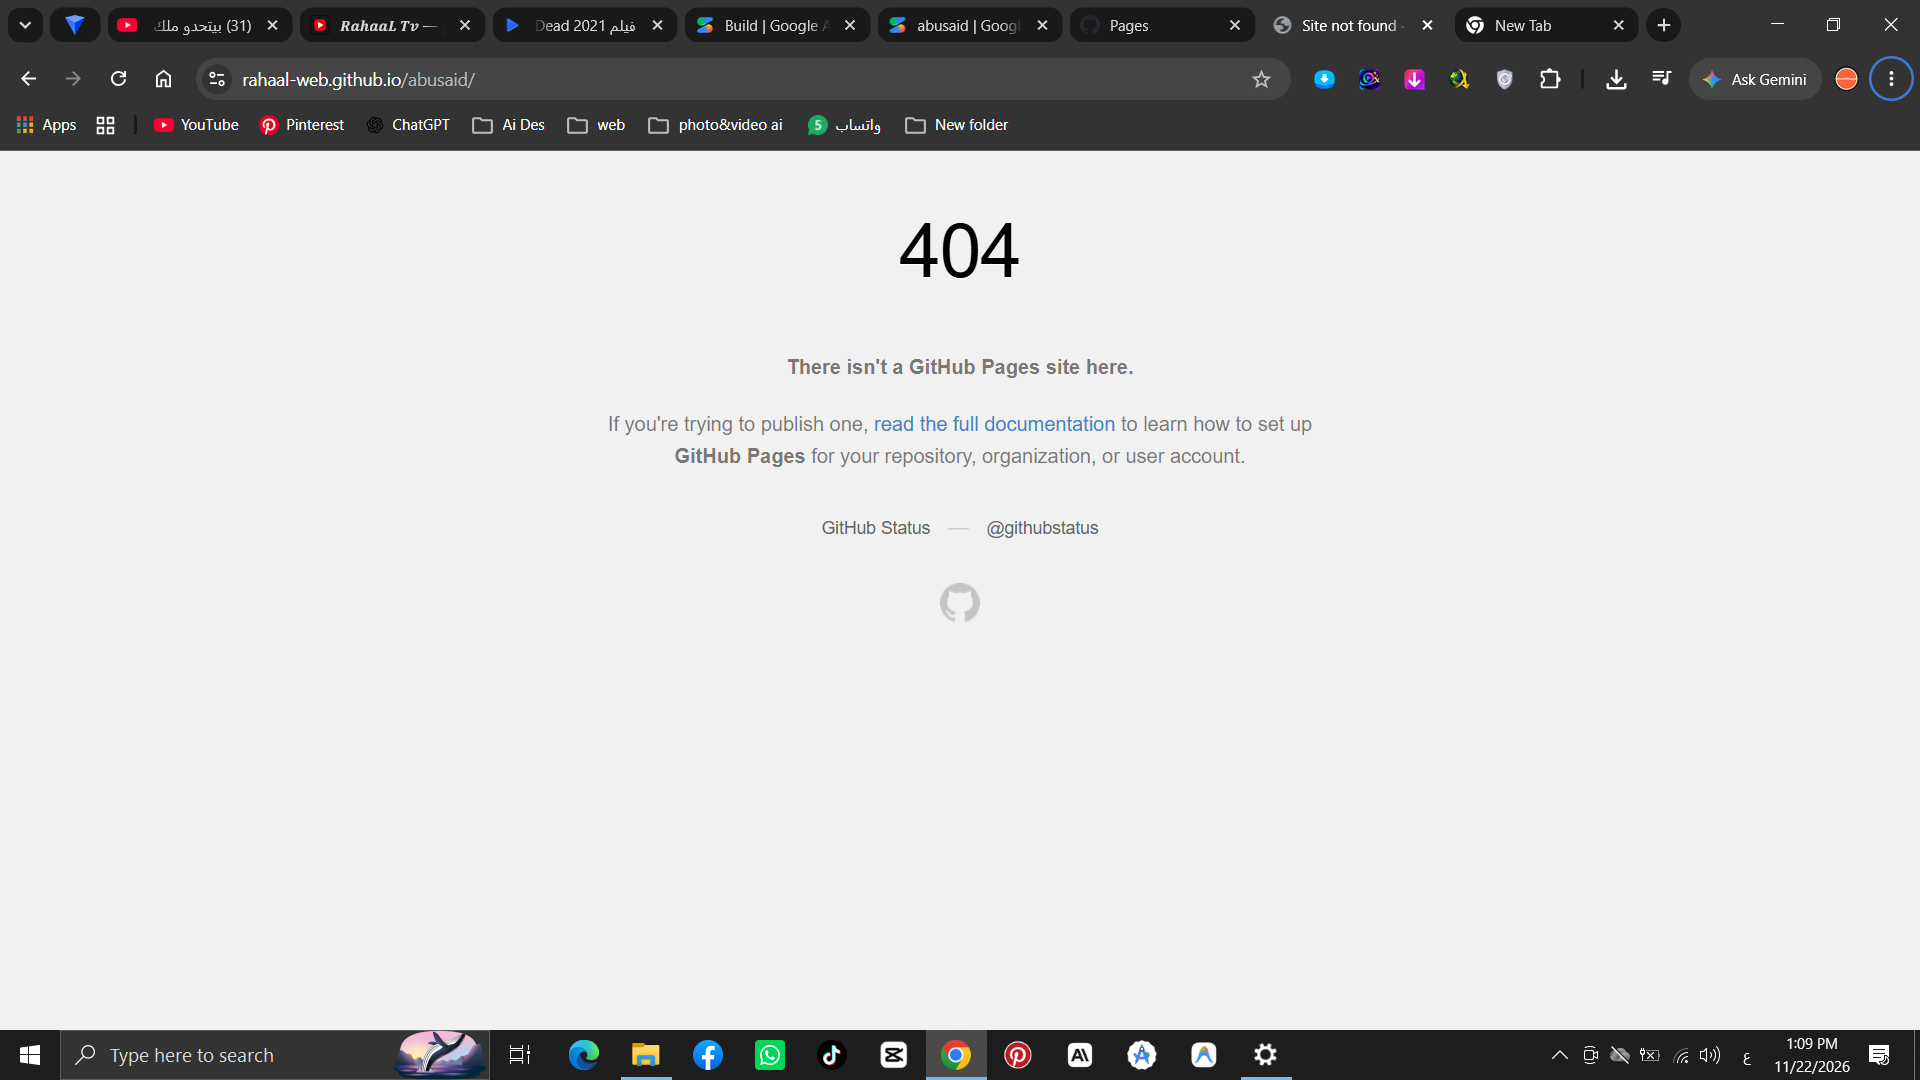 (31) بيتحدو ملك
RahaaL Tv —
Dead 2021 فيلم
Build | Google A
abusaid | Googl
Pages
Site not found
New Tab
rahaal-web.github.io/abusaid/
Ask Gemini
Apps
YouTube
Pinterest
ChatGPT
Ai Des
web
photo&video ai
5
واتساب
New folder
404
There isn't a GitHub Pages site here.
If you're trying to publish one, read the full documentation to learn how to set up
GitHub Pages for your repository, organization, or user account.
GitHub Status — @githubstatus
Type here to search
AI
ع
1:09 PM
11/22/2026